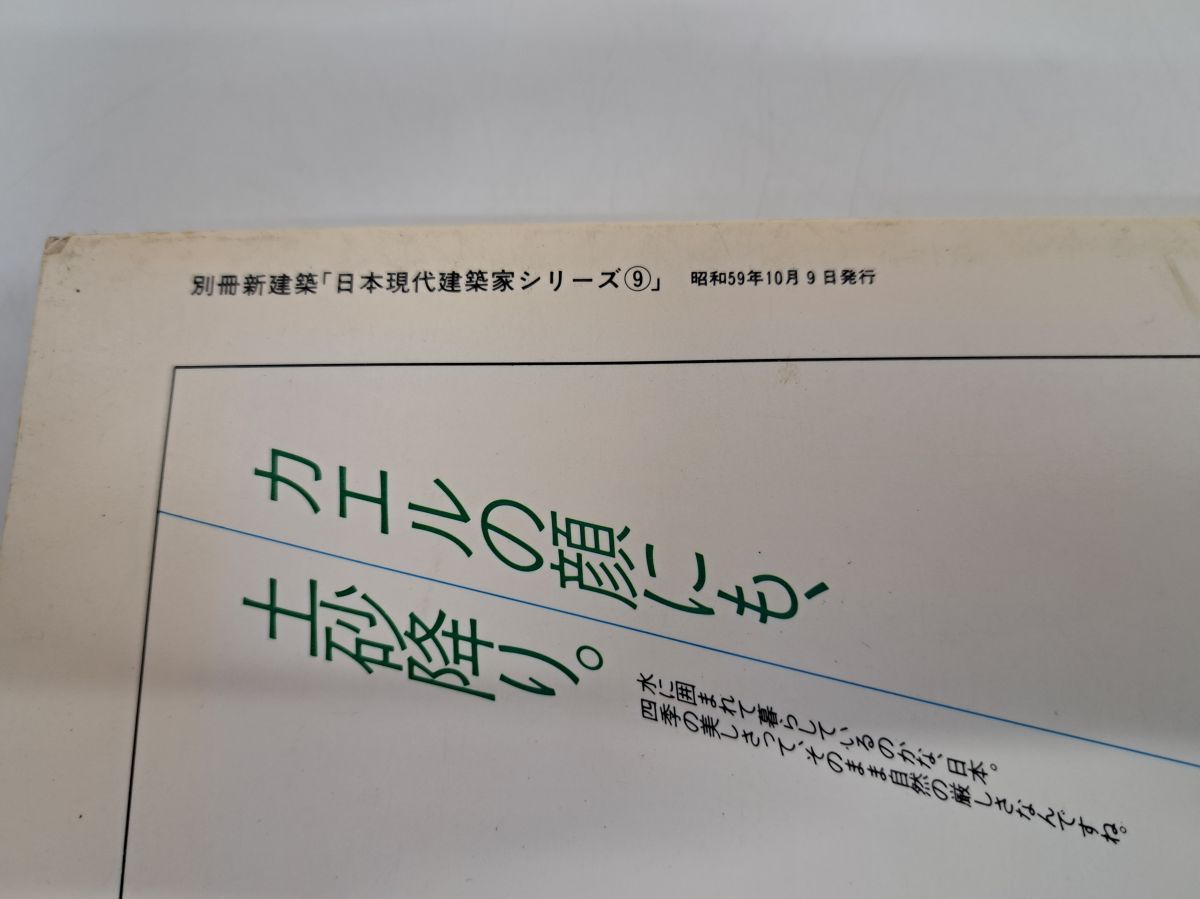 別冊新建築「日本現代建築家シリーズ⑨」 昭和59年10月9日発行
カエルの顔にも、
土砂降り。
水に囲まれて暮らしているのかな、日本。
四季の美しさって、そのまま自然の厳しさなんですね。